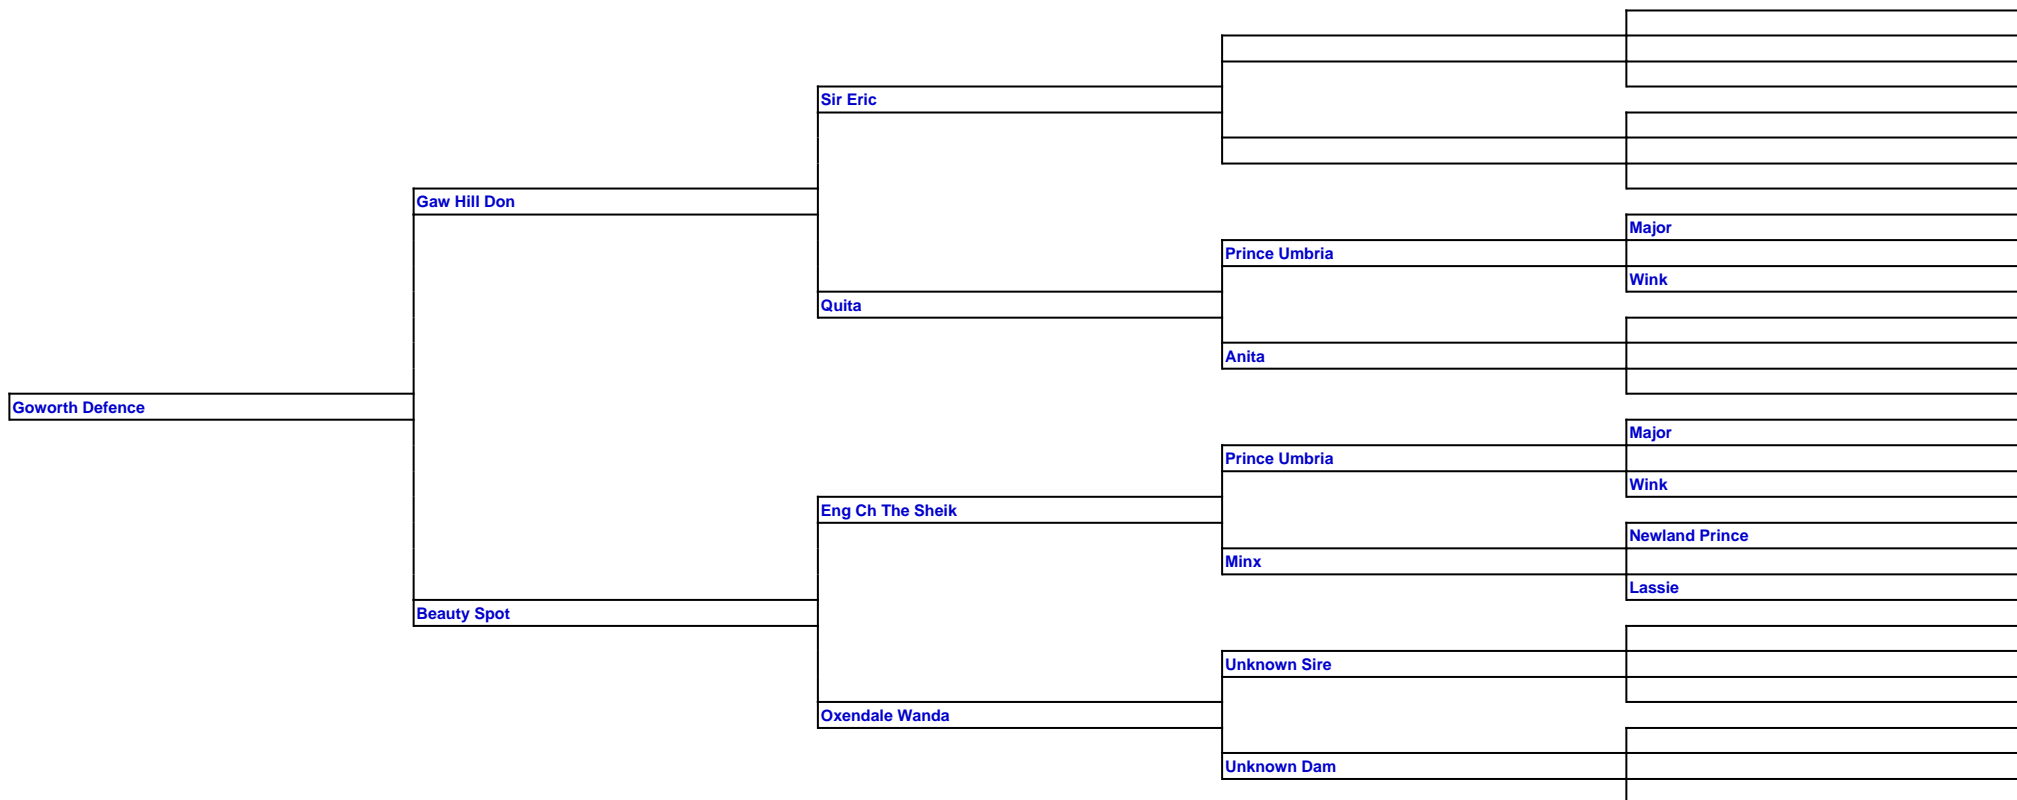 Sir Eric
Gaw Hill Don
Major
Prince Umbria
Wink
Quita
Anita
Goworth Defence
Major
Prince Umbria
Wink
Eng Ch The Sheik
Newland Prince
Minx
Lassie
Beauty Spot
Unknown Sire
Oxendale Wanda
Unknown Dam